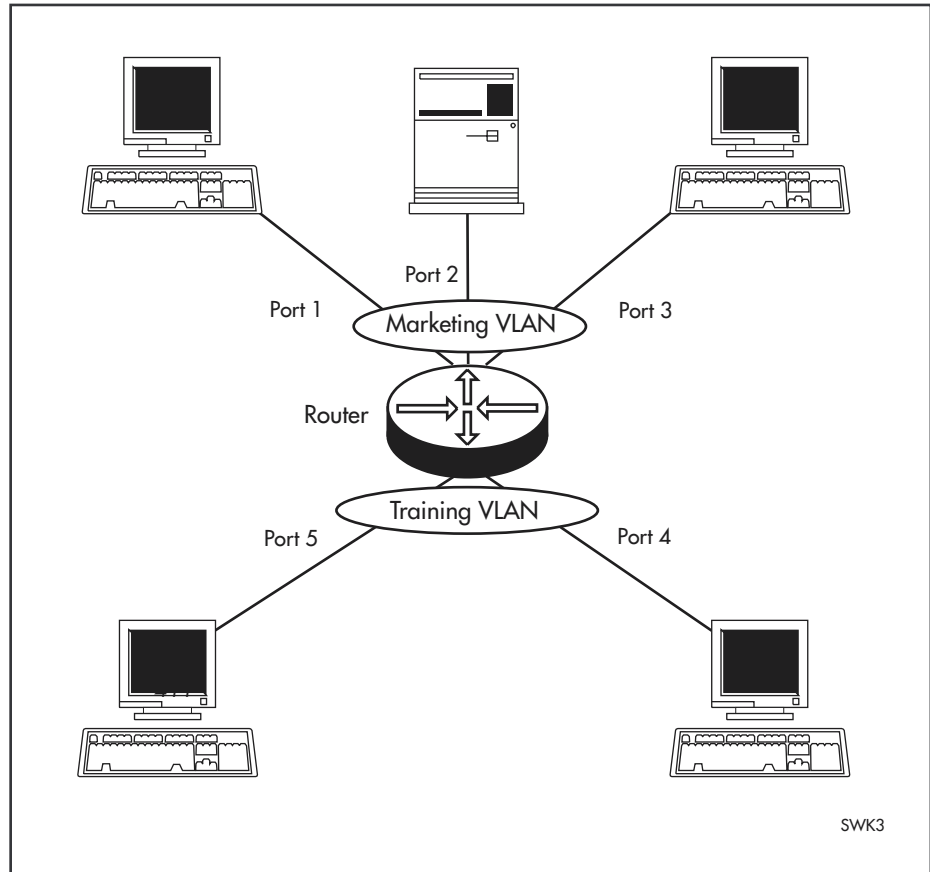 Port 2
Port 1
Port 3
Marketing VLAN
Router
Training VLAN
Port 5
Port 4
SWK3